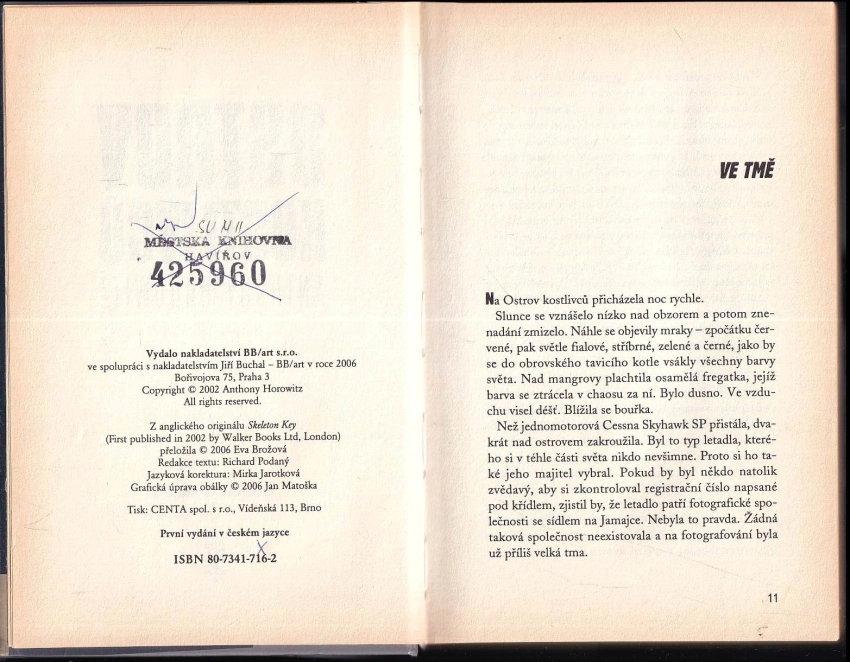 SU H 11
MĚSTSKÁ KNIHOVNA
HAVÍŘOV
425960
Vydalo nakladatelství BB/art s.r.o.
ve spolupráci s nakladatelstvím Jiří Buchal – BB/art v roce 2006
Bořivojova 75, Praha 3
Copyright © 2002 Anthony Horowitz
All rights reserved.
Z anglického originálu Skeleton Key
(First published in 2002 by Walker Books Ltd, London)
přeložila © 2006 Eva Brožová
Redakce textu: Richard Podaný
Jazyková korektura: Mirka Jarotková
Grafická úprava obálky © 2006 Jan Matoška
Tisk: CENTA spol. s r.o., Vídeňská 113, Brno
První vydání v českém jazyce
ISBN 80-7341-716-2
VE TMĚ
Na Ostrov kostlivců přicházela noc rychle.
Slunce se vznášelo nízko nad obzorem a potom zne-
nadání zmizelo. Náhle se objevily mraky – zpočátku čer-
vené, pak světle fialové, stříbrné, zelené a černé, jako by
se do obrovského tavicího kotle vsákly všechny barvy
světa. Nad mangrovy plachtila osamělá fregatka, jejíž
barva se ztrácela v chaosu za ní. Bylo dusno. Ve vzdu-
chu visel déšť. Blížila se bouřka.
Než jednomotorová Cessna Skyhawk SP přistála, dva-
krát nad ostrovem zakroužila. Byl to typ letadla, které-
ho si v téhle části světa nikdo nevšimne. Proto si ho ta-
ké jeho majitel vybral. Pokud by byl někdo natolik
zvědavý, aby si zkontroloval registrační číslo napsané
pod křídlem, zjistil by, že letadlo patří fotografické spo-
lečnosti se sídlem na Jamajce. Nebyla to pravda. Žádná
taková společnost neexistovala a na fotografování byla
už příliš velká tma.
11